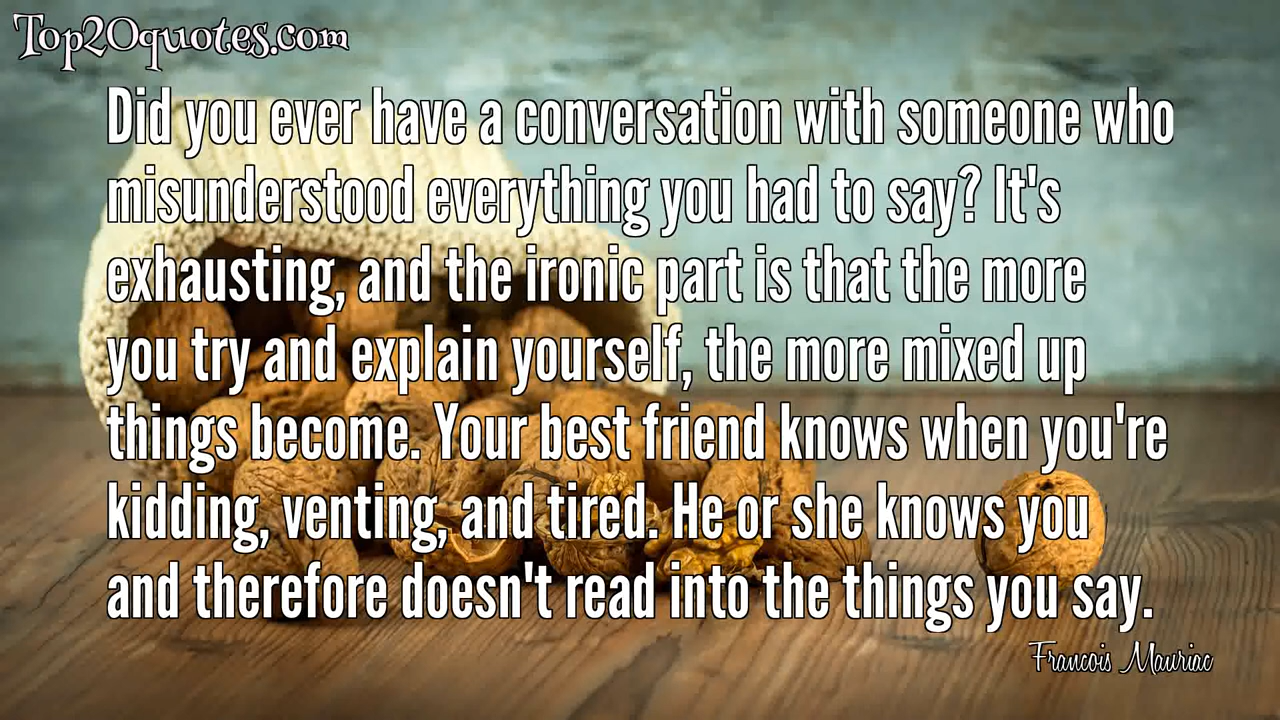 Top20quotes.com
Did you ever have a conversation with someone who
misunderstood everything you had to say? It's
exhausting, and the ironic part is that the more
you try and explain yourself, the more mixed up
things become. Your best friend knows when you're
kidding, venting, and tired. He or she knows you
and therefore doesn't read into the things you say.
Francois Mauriac